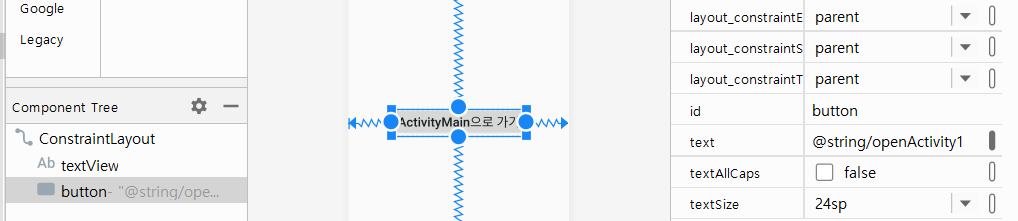 Google
Legacy
Component Tree
ConstraintLayout
Ab textView
button- "@string/ope...
ActivityMain으로 가기
layout_constraintE parent
layout_constraintS parent
layout_constraintT parent
id button
text @string/openActivity1
textAllCaps false
textSize 24sp